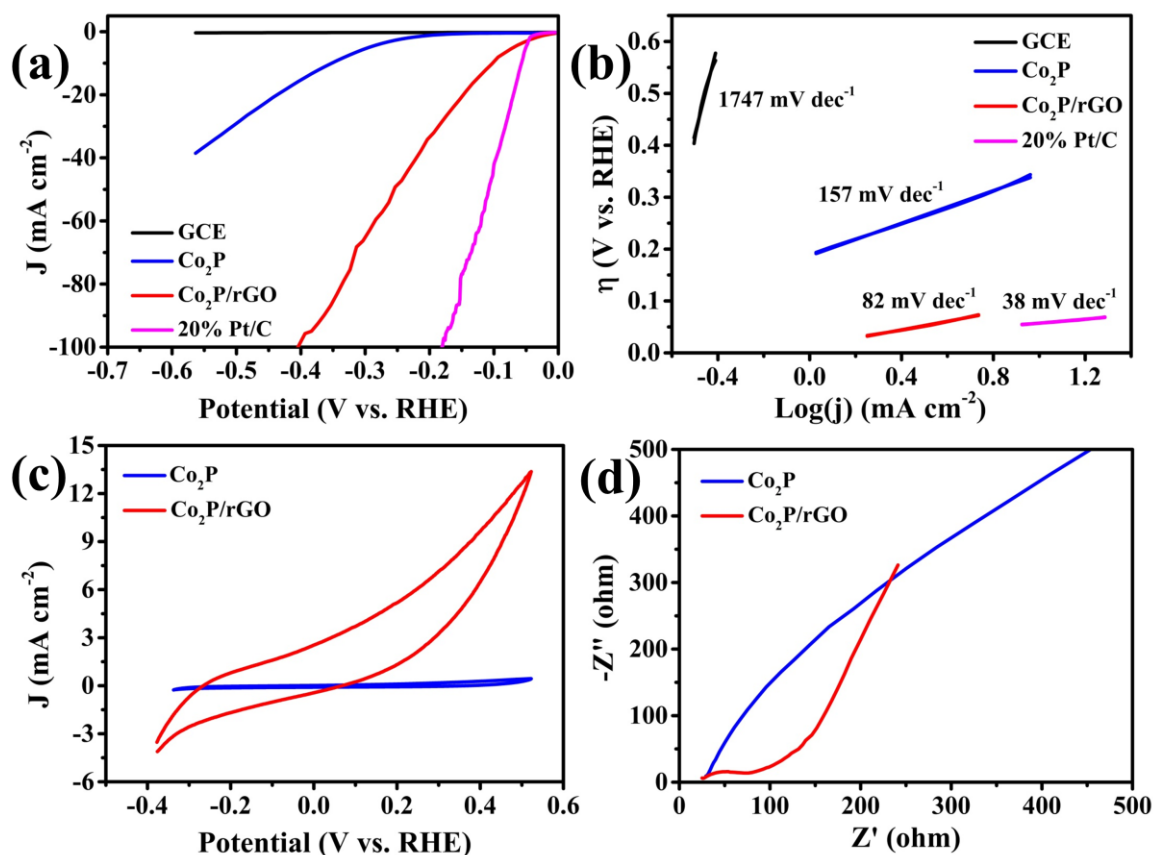 (a)
0
-20
-40
-60
-80
-100
J (mA cm⁻²)
GCE
Co₂P
Co₂P/rGO
20% Pt/C
-0.7 -0.6 -0.5 -0.4 -0.3 -0.2 -0.1 0.0
Potential (V vs. RHE)
(b)
0.6
0.5
0.4
0.3
0.2
0.1
0.0
η (V vs. RHE)
GCE
Co₂P
Co₂P/rGO
20% Pt/C
1747 mV dec⁻¹
157 mV dec⁻¹
82 mV dec⁻¹
38 mV dec⁻¹
-0.4 0.0 0.4 0.8 1.2
Log(j) (mA cm⁻²)
(c)
15
12
9
6
3
0
-3
-6
J (mA cm⁻²)
Co₂P
Co₂P/rGO
-0.4 -0.2 0.0 0.2 0.4 0.6
Potential (V vs. RHE)
(d)
500
400
300
200
100
0
-Z'' (ohm)
Co₂P
Co₂P/rGO
0 100 200 300 400 500
Z' (ohm)